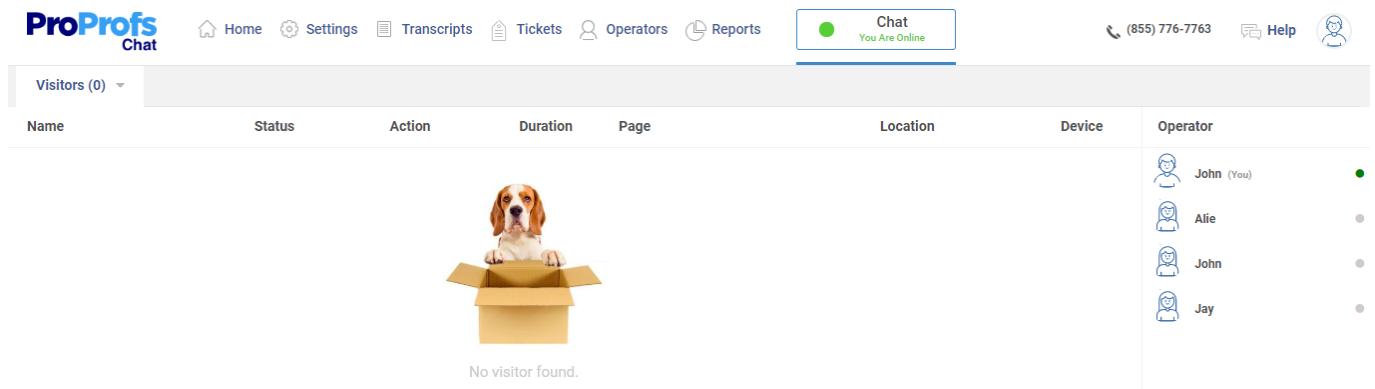 ProProfs
Chat
Home Settings Transcripts Tickets Operators Reports
Chat
You Are Online
(855) 776-7763 Help
Visitors (0)
Name Status Action Duration Page Location Device Operator
John (You)
Alie
John
Jay
No visitor found.